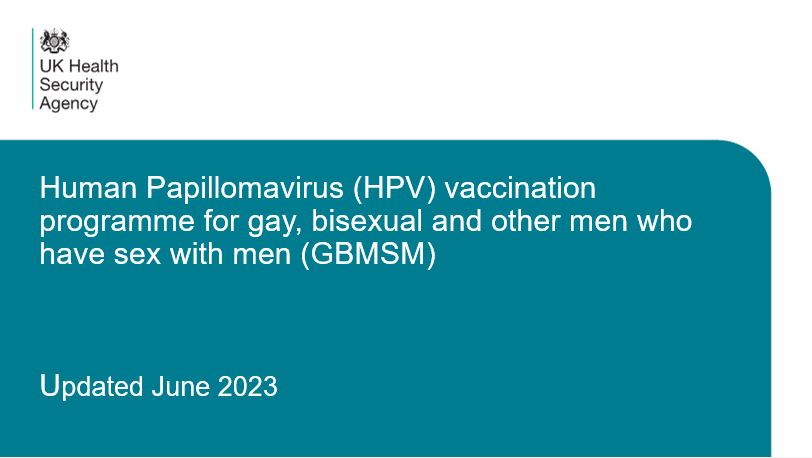 UK Health
Security
Agency
Human Papillomavirus (HPV) vaccination
programme for gay, bisexual and other men who
have sex with men (GBMSM)
Updated June 2023